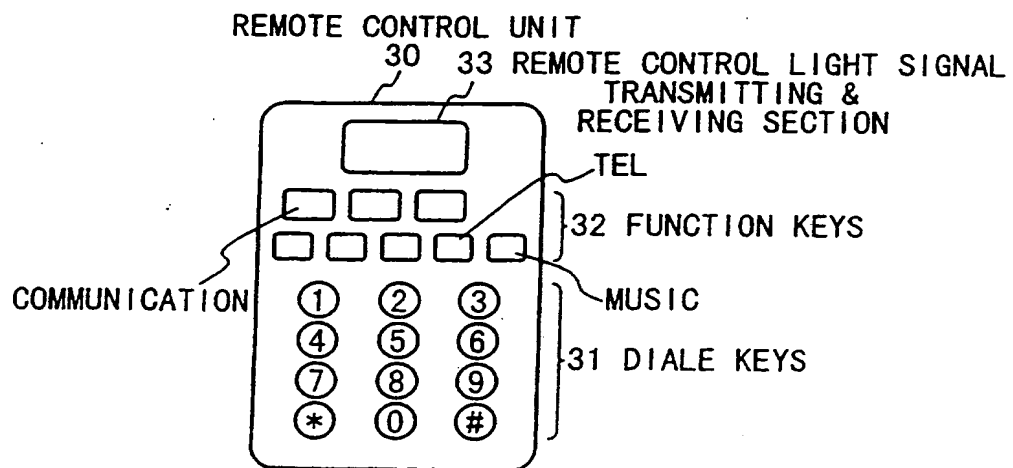 REMOTE CONTROL UNIT
30
33 REMOTE CONTROL LIGHT SIGNAL
TRANSMITTING &
RECEIVING SECTION
TEL
32 FUNCTION KEYS
COMMUNICATION
MUSIC
1 2 3
4 5 6
31 DIALE KEYS
7 8 9
* 0 #